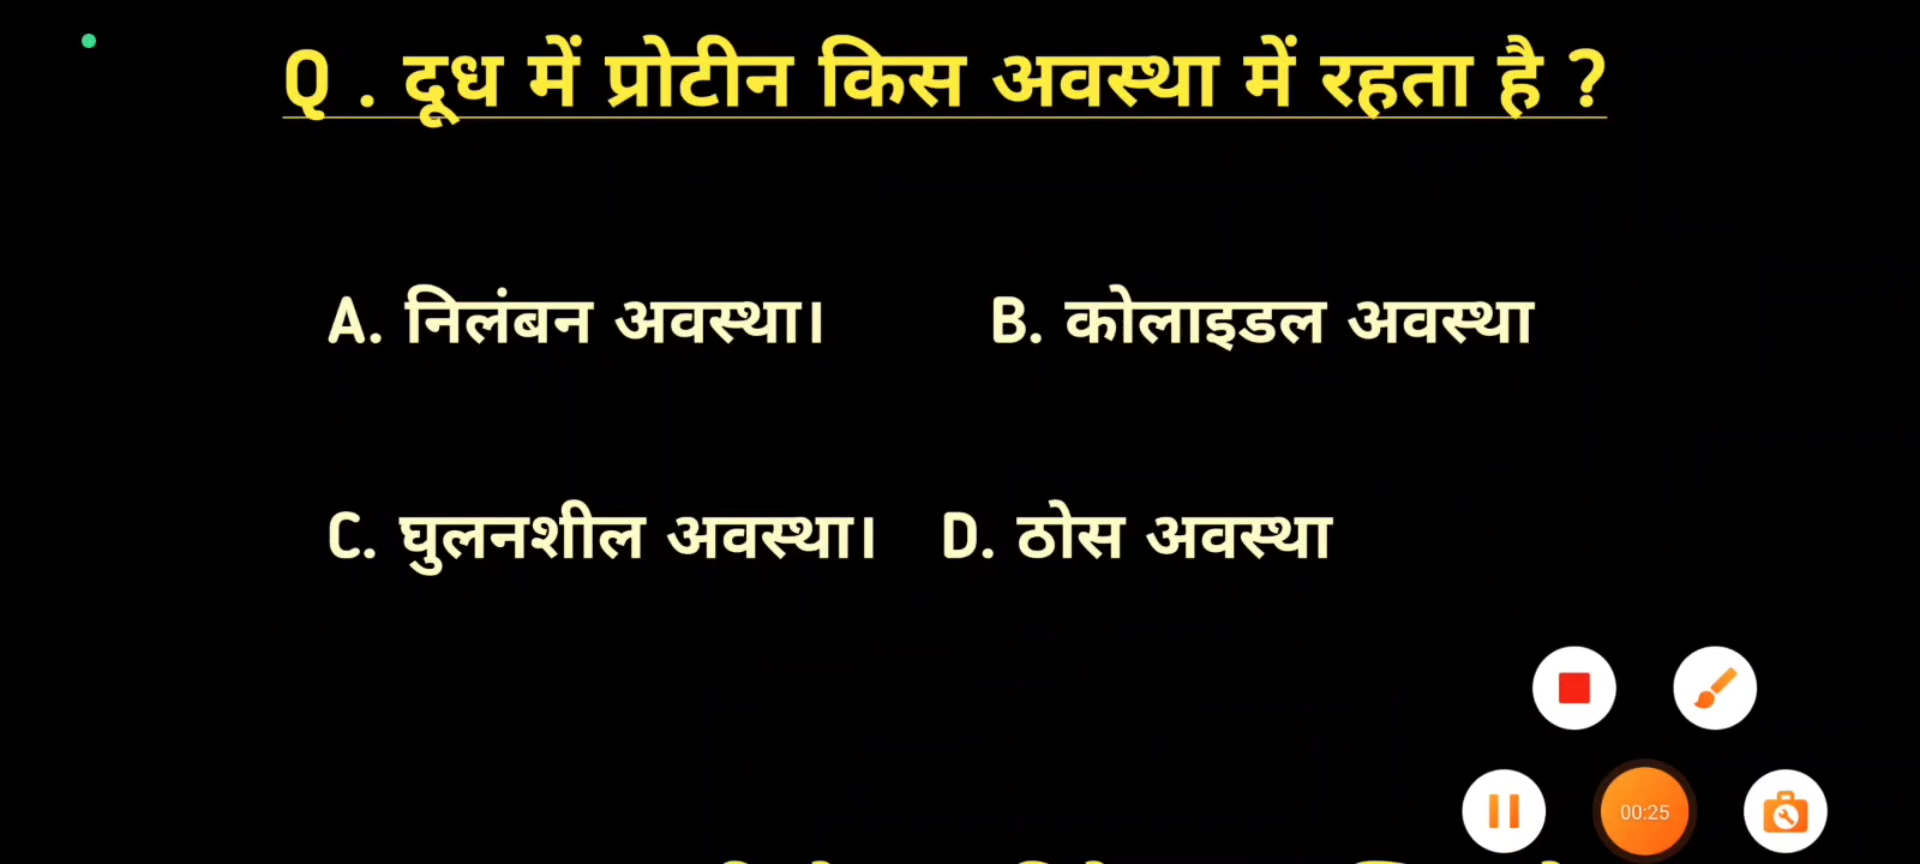 Q . दूध में प्रोटीन किस अवस्था में रहता है ?
A. निलंबन अवस्था। B. कोलाइडल अवस्था
C. घुलनशील अवस्था। D. ठोस अवस्था
00:25